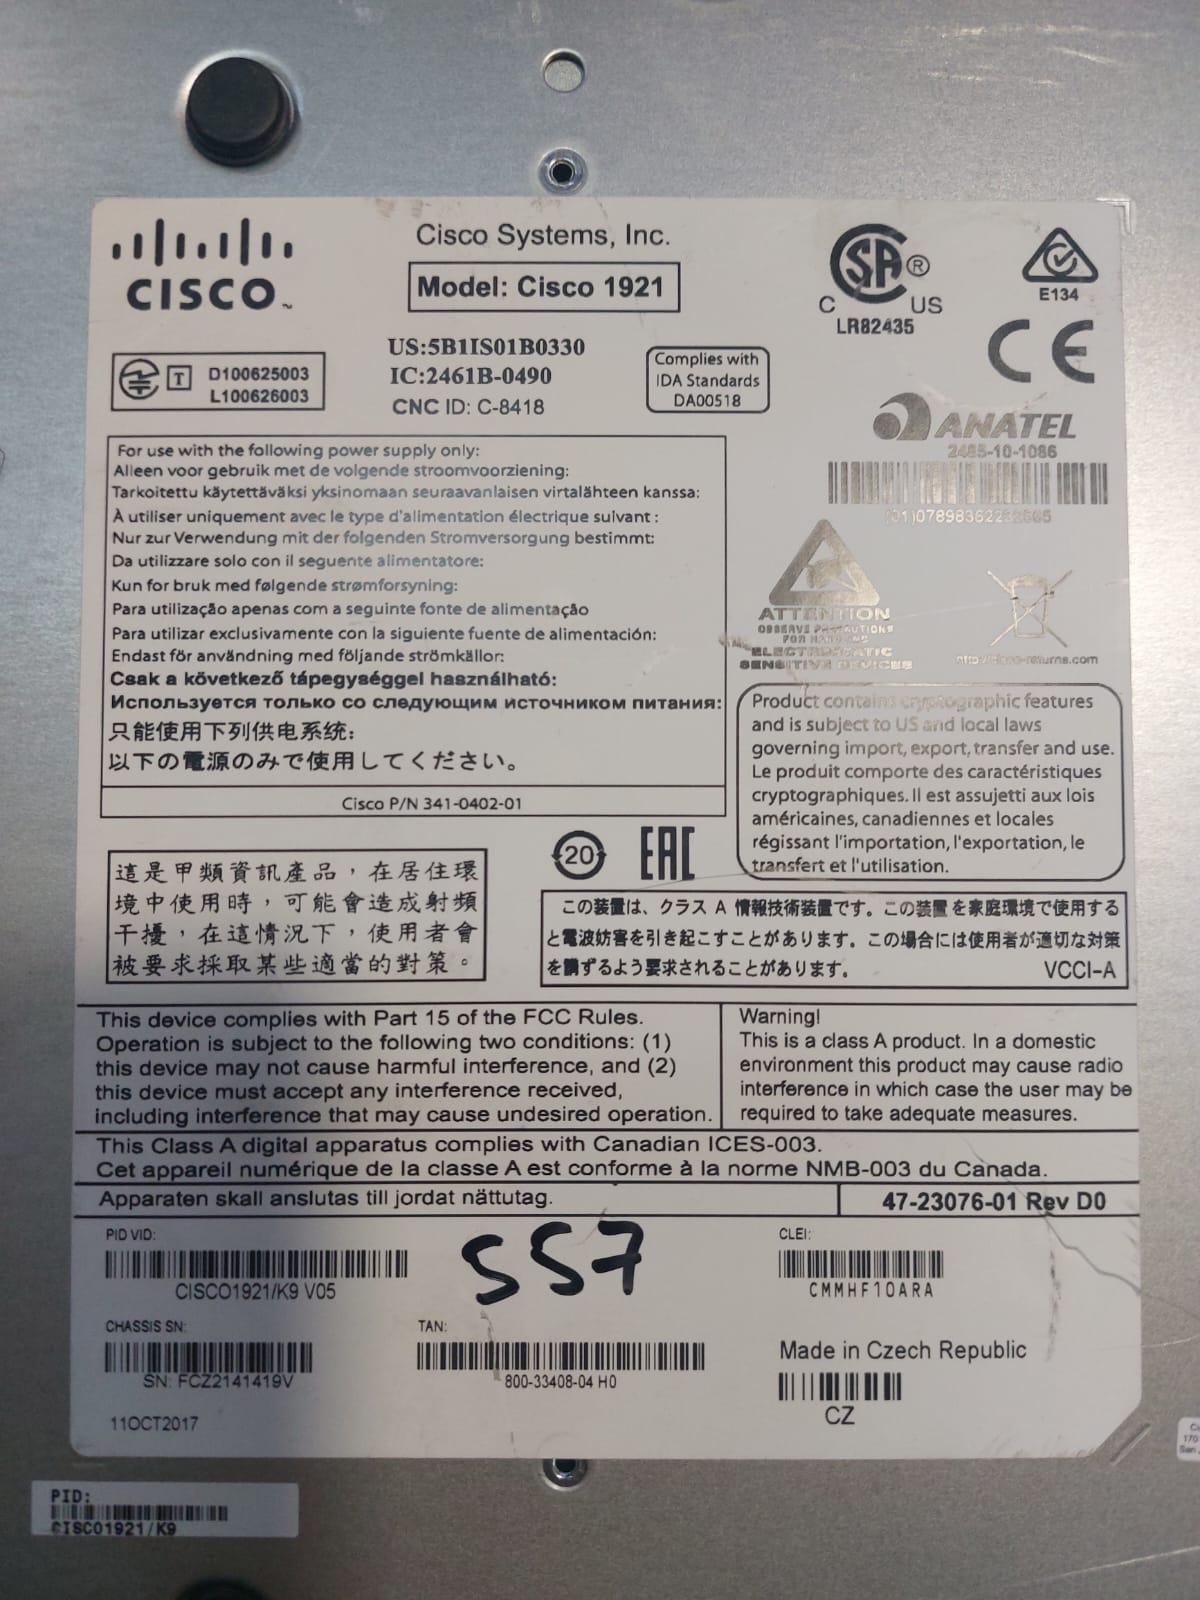 CISCO
Cisco Systems, Inc.
Model: Cisco 1921
US:5B1IS01B0330
IC:2461B-0490
CNC ID: C-8418
Complies with
IDA Standards
DA00518
SA ®
C US
LR82435
E134
CE
T
D100625003
L100626003
ANATEL
2485-10-1086
For use with the following power supply only:
Alleen voor gebruik met de volgende stroomvoorziening:
Tarkoitettu käytettäväksi yksinomaan seuraavanlaisen virtalähteen kanssa:
À utiliser uniquement avec le type d'alimentation électrique suivant :
Nur zur Verwendung mit der folgenden Stromversorgung bestimmt:
Da utilizzare solo con il seguente alimentatore:
Kun for bruk med følgende strømforsyning:
Para utilização apenas com a seguinte fonte de alimentação
Para utilizar exclusivamente con la siguiente fuente de alimentación:
Endast för användning med följande strömkällor:
Csak a következő tápegységgel használható:
Используется только со следующим источником питания:
只能使用下列供电系统:
以下の電源のみで使用してください。
Cisco P/N 341-0402-01
ATTENTION
OBSERVE PRECAUTIONS
FOR HANDLING
ELECTROSTATIC
SENSITIVE DEVICES
Product contains cryptographic features
and is subject to US and local laws
governing import, export, transfer and use.
Le produit comporte des caractéristiques
cryptographiques. Il est assujetti aux lois
américaines, canadiennes et locales
régissant l'importation, l'exportation, le
transfert et l'utilisation.
這是甲類資訊產品，在居住環
境中使用時，可能會造成射頻
干擾，在這情況下，使用者會
被要求採取某些適當的對策。
20
EAC
この装置は、クラス A 情報技術装置です。この装置を家庭環境で使用する
と電波妨害を引き起こすことがあります。この場合には使用者が適切な対策
を講ずるよう要求されることがあります。
VCCI-A
This device complies with Part 15 of the FCC Rules.
Operation is subject to the following two conditions: (1)
this device may not cause harmful interference, and (2)
this device must accept any interference received,
including interference that may cause undesired operation.
Warning!
This is a class A product. In a domestic
environment this product may cause radio
interference in which case the user may be
required to take adequate measures.
This Class A digital apparatus complies with Canadian ICES-003.
Cet appareil numérique de la classe A est conforme à la norme NMB-003 du Canada.
Apparaten skall anslutas till jordat nättutag.
47-23076-01 Rev D0
PID VID:
CISCO1921/K9 V05
557
CLEI:
CMMHF10ARA
CHASSIS SN:
SN: FCZ2141419V
TAN:
800-33408-04 H0
Made in Czech Republic
CZ
11OCT2017
PID:
CISCO1921/K9